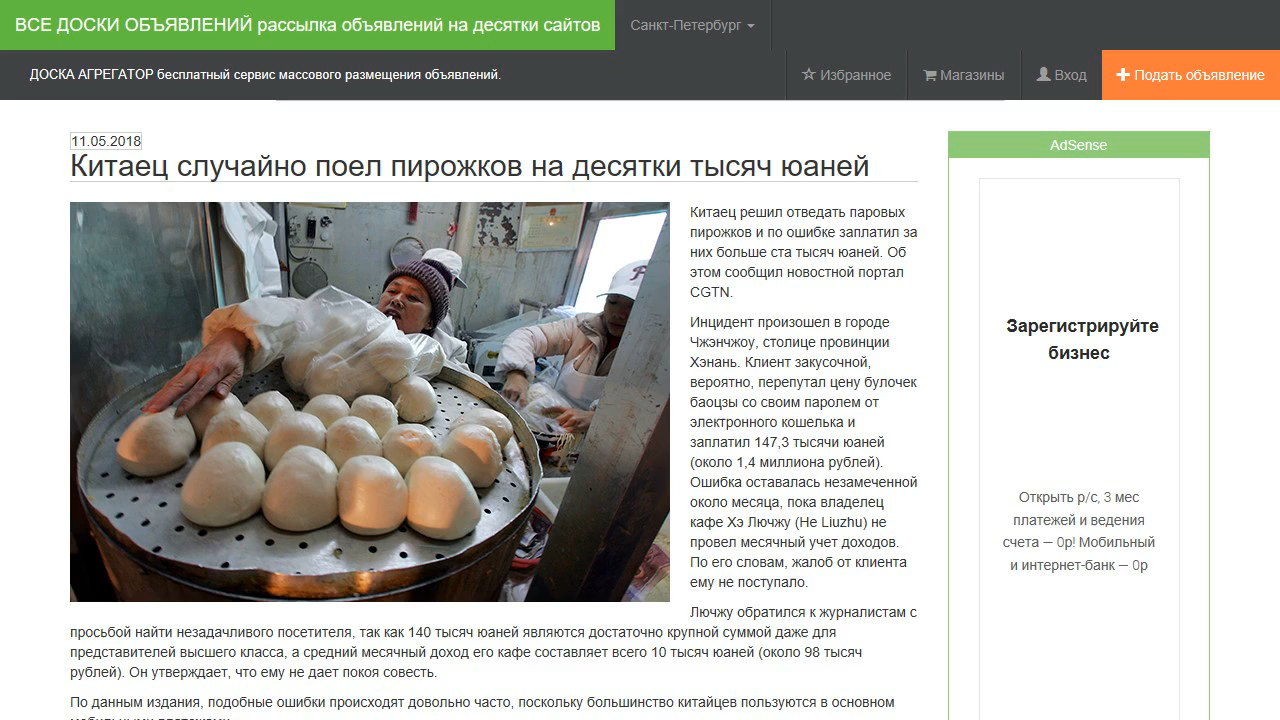 ВСЕ ДОСКИ ОБЪЯВЛЕНИЙ рассылка объявлений на десятки сайтов
Санкт-Петербург
ДОСКА АГРЕГАТОР бесплатный сервис массового размещения объявлений.
Избранное
Магазины
Вход
Подать объявление
11.05.2018
Китаец случайно поел пирожков на десятки тысяч юаней
Китаец решил отведать паровых
пирожков и по ошибке заплатил за
них больше ста тысяч юаней. Об
этом сообщил новостной портал
CGTN.
Инцидент произошел в городе
Чжэнчжоу, столице провинции
Хэнань. Клиент закусочной,
вероятно, перепутал цену булочек
баоцзы со своим паролем от
электронного кошелька и
заплатил 147,3 тысячи юаней
(около 1,4 миллиона рублей).
Ошибка оставалась незамеченной
около месяца, пока владелец
кафе Хэ Лючжу (He Liuzhu) не
провел месячный учет доходов.
По его словам, жалоб от клиента
ему не поступало.
Лючжу обратился к журналистам с
просьбой найти незадачливого посетителя, так как 140 тысяч юаней являются достаточно крупной суммой даже для
представителей высшего класса, а средний месячный доход его кафе составляет всего 10 тысяч юаней (около 98 тысяч
рублей). Он утверждает, что ему не дает покоя совесть.
По данным издания, подобные ошибки происходят довольно часто, поскольку большинство китайцев пользуются в основном
AdSense
Зарегистрируйте
бизнес
Открыть р/с, 3 мес
платежей и ведения
счета — 0р! Мобильный
и интернет-банк — 0р